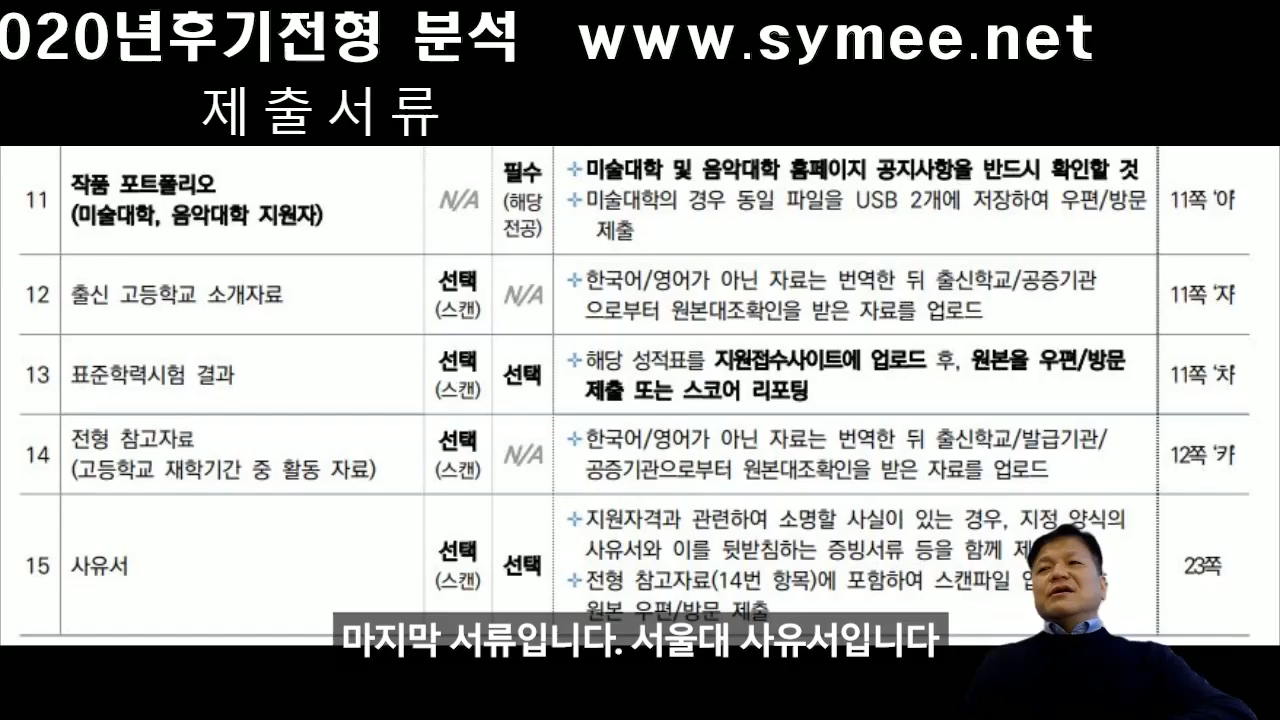 020년후기전형 분석 www.symee.net
제출서류
11 작품 포트폴리오 (미술대학, 음악대학 지원자) N/A 필수 (해당 전공)
미술대학 및 음악대학 홈페이지 공지사항을 반드시 확인할 것
미술대학의 경우 동일 파일을 USB 2개에 저장하여 우편/방문
제출
11쪽 '아
12 출신 고등학교 소개자료 선택 (스캔) N/A
한국어/영어가 아닌 자료는 번역한 뒤 출신학교/공증기관
으로부터 원본대조확인을 받은 자료를 업로드
11쪽 '자
13 표준학력시험 결과 선택 (스캔) 선택
해당 성적표를 지원접수사이트에 업로드 후, 원본을 우편/방문
제출 또는 스코어 리포팅
11쪽 '차
14 전형 참고자료 (고등학교 재학기간 중 활동 자료) 선택 (스캔) N/A
한국어/영어가 아닌 자료는 번역한 뒤 출신학교/발급기관/
공증기관으로부터 원본대조확인을 받은 자료를 업로드
12쪽 '카
15 사유서 선택 (스캔) 선택
지원자격과 관련하여 소명할 사실이 있는 경우, 지정 양식의
사유서와 이를 뒷받침하는 증빙서류 등을 함께
전형 참고자료(14번 항목)에 포함하여 스캔파일
원본 우편/방문 제출
23쪽
마지막 서류입니다. 서울대 사유서입니다